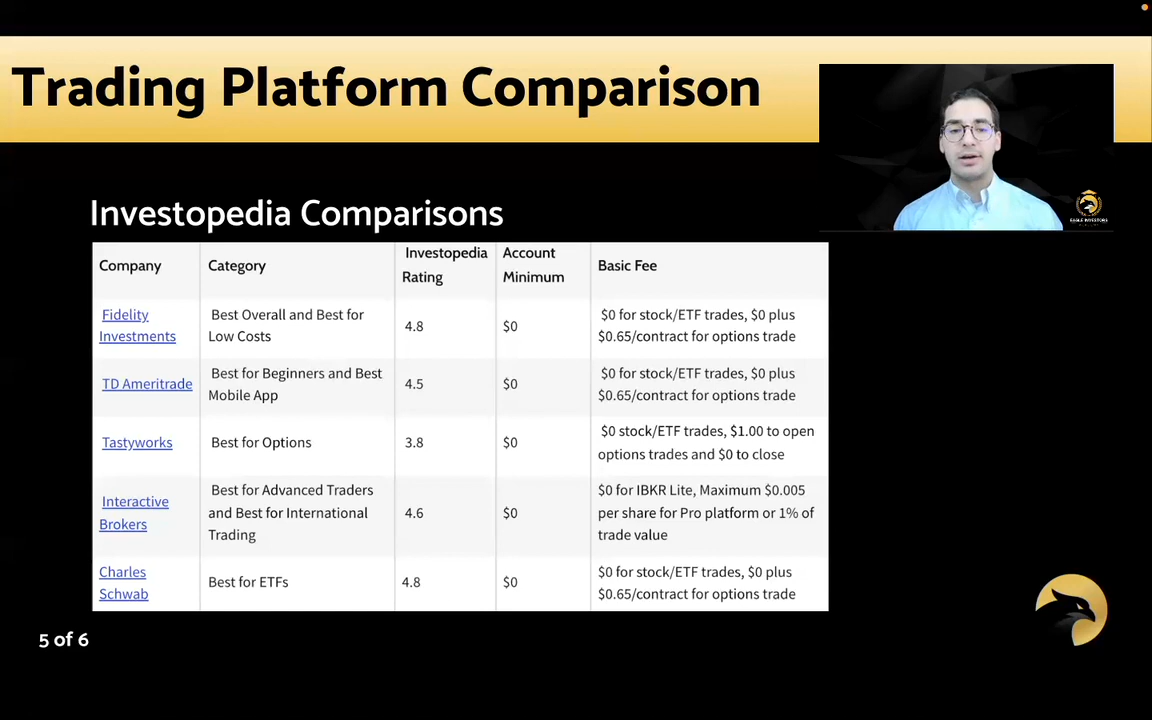 Trading Platform Comparison
EAGLE INVESTORS
Investopedia Comparisons
Company
Category
Investopedia
Rating
Account
Minimum
Basic Fee
Fidelity
Investments
Best Overall and Best for
Low Costs
4.8
$0
$0 for stock/ETF trades, $0 plus
$0.65/contract for options trade
TD Ameritrade
Best for Beginners and Best
Mobile App
4.5
$0
$0 for stock/ETF trades, $0 plus
$0.65/contract for options trade
Tastyworks
Best for Options
3.8
$0
$0 stock/ETF trades, $1.00 to open
options trades and $0 to close
Interactive
Brokers
Best for Advanced Traders
and Best for International
Trading
4.6
$0
$0 for IBKR Lite, Maximum $0.005
per share for Pro platform or 1% of
trade value
Charles
Schwab
Best for ETFs
4.8
$0
$0 for stock/ETF trades, $0 plus
$0.65/contract for options trade
5 of 6